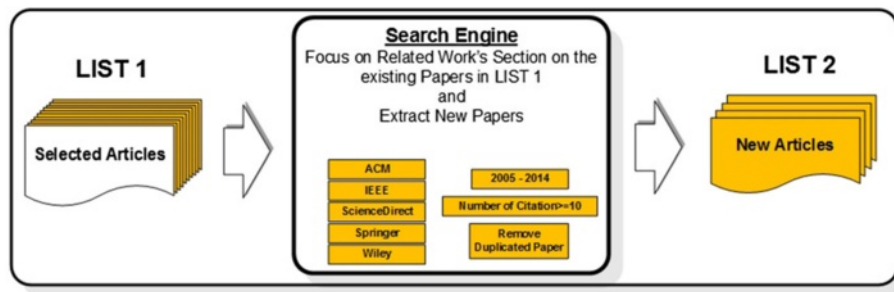 LIST 1
Selected Articles
Search Engine
Focus on Related Work's Section on the
existing Papers in LIST 1
and
Extract New Papers
ACM
IEEE
ScienceDirect
Springer
Wiley
2005 - 2014
Number of Citation>=10
Remove
Duplicated Paper
LIST 2
New Articles